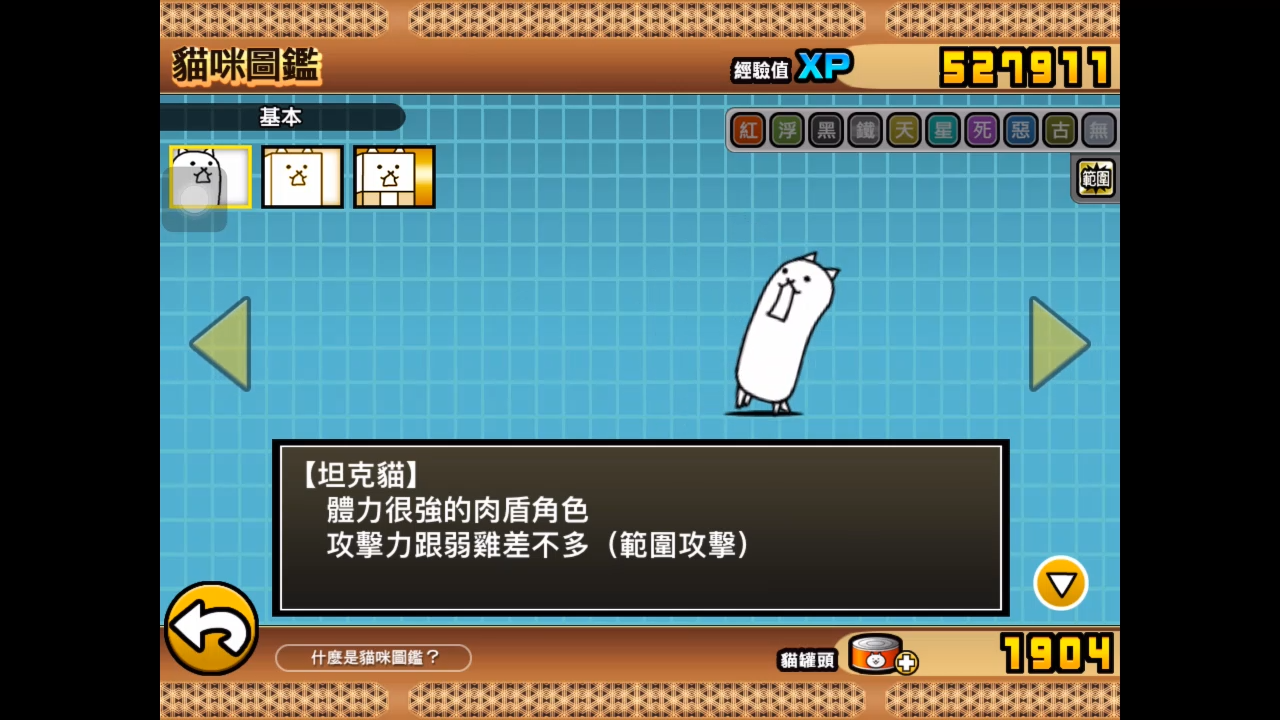 貓咪圖鑑
經驗值 XP 527911
基本
紅 浮 黑 鐵 天 星 死 惡 古 無
範圍
【坦克貓】
體力很強的肉盾角色
攻擊力跟弱雞差不多（範圍攻擊）
什麼是貓咪圖鑑？
貓罐頭 1904